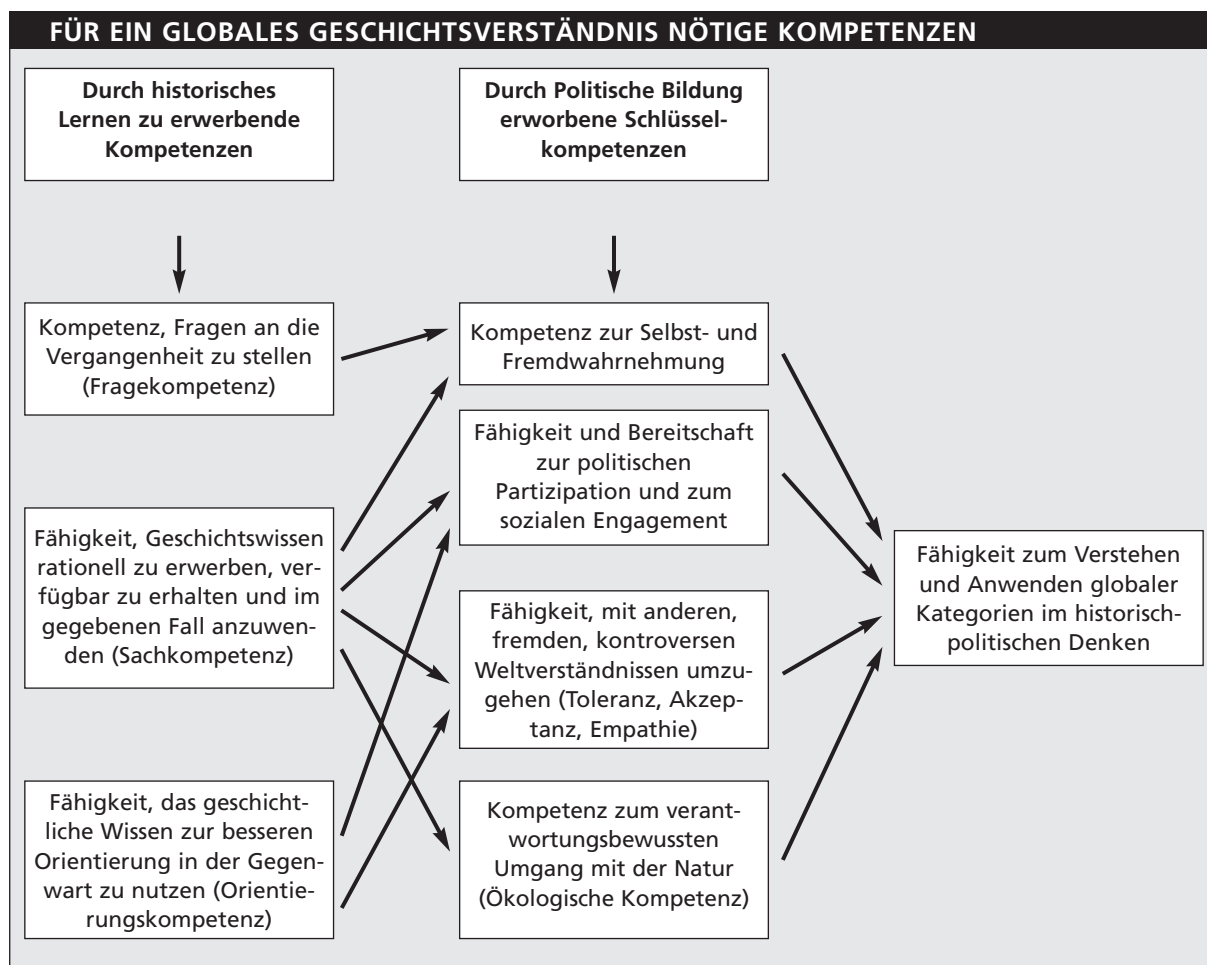 FÜR EIN GLOBALES GESCHICHTSVERSTÄNDNIS NÖTIGE KOMPETENZEN
Durch historisches
Lernen zu erwerbende
Kompetenzen
Durch Politische Bildung
erworbene Schlüssel-
kompetenzen
Kompetenz, Fragen an die
Vergangenheit zu stellen
(Fragekompetenz)
Fähigkeit, Geschichtswissen
rationell zu erwerben, ver-
fügbar zu erhalten und im
gegebenen Fall anzuwen-
den (Sachkompetenz)
Fähigkeit, das geschicht-
liche Wissen zur besseren
Orientierung in der Gegen-
wart zu nutzen (Orientie-
rungskompetenz)
Kompetenz zur Selbst- und
Fremdwahrnehmung
Fähigkeit und Bereitschaft
zur politischen
Partizipation und zum
sozialen Engagement
Fähigkeit, mit anderen,
fremden, kontroversen
Weltverständnissen umzu-
gehen (Toleranz, Akzep-
tanz, Empathie)
Kompetenz zum verant-
wortungsbewussten
Umgang mit der Natur
(Ökologische Kompetenz)
Fähigkeit zum Verstehen
und Anwenden globaler
Kategorien im historisch-
politischen Denken